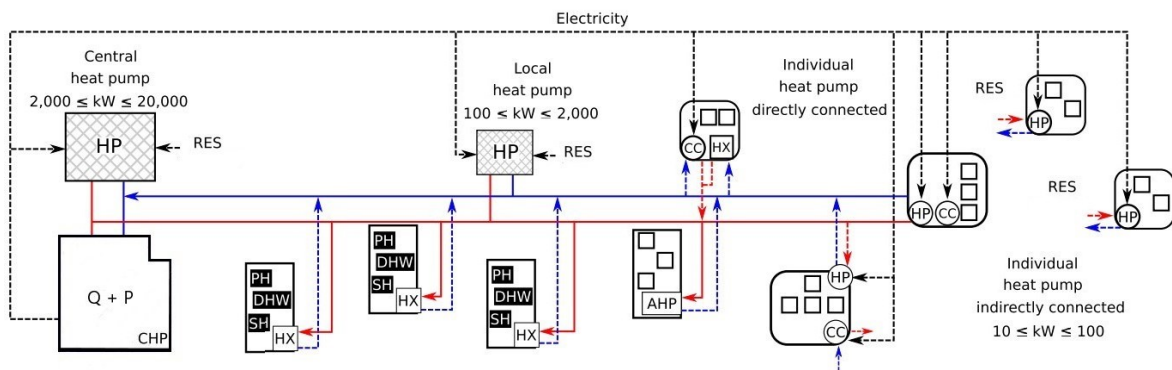 Electricity
Central
heat pump
2,000 ≤ kW ≤ 20,000
HP
RES
Local
heat pump
100 ≤ kW ≤ 2,000
HP
RES
CC
HX
Individual
heat pump
directly connected
RES
HP
HP
CC
RES
HP
Q + P
CHP
PH
DHW
SH
HX
PH
DHW
SH
HX
PH
DHW
SH
HX
AHP
HP
CC
Individual
heat pump
indirectly connected
10 ≤ kW ≤ 100